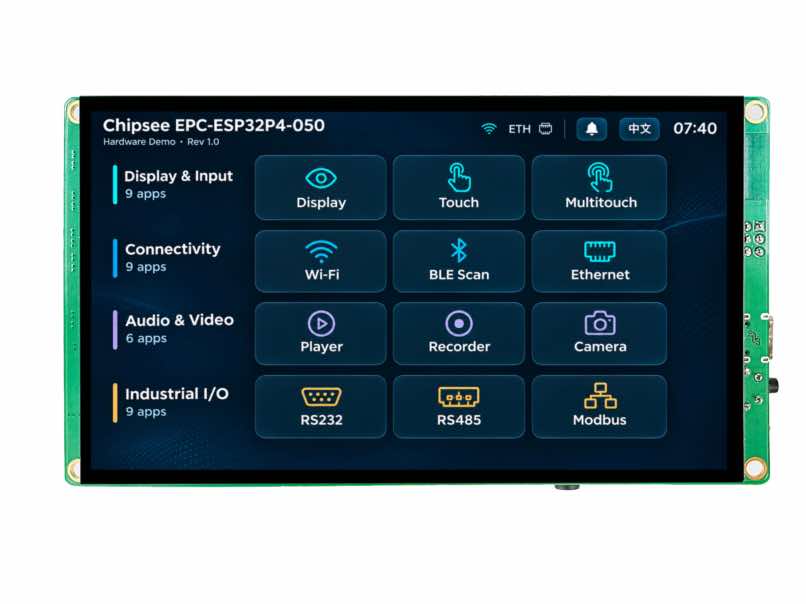 Chipsee EPC-ESP32P4-050
Hardware Demo • Rev 1.0
ETH
中文
07:40
Display & Input
9 apps
Display
Touch
Multitouch
Connectivity
9 apps
Wi-Fi
BLE Scan
Ethernet
Audio & Video
6 apps
Player
Recorder
Camera
Industrial I/O
9 apps
RS232
RS485
Modbus